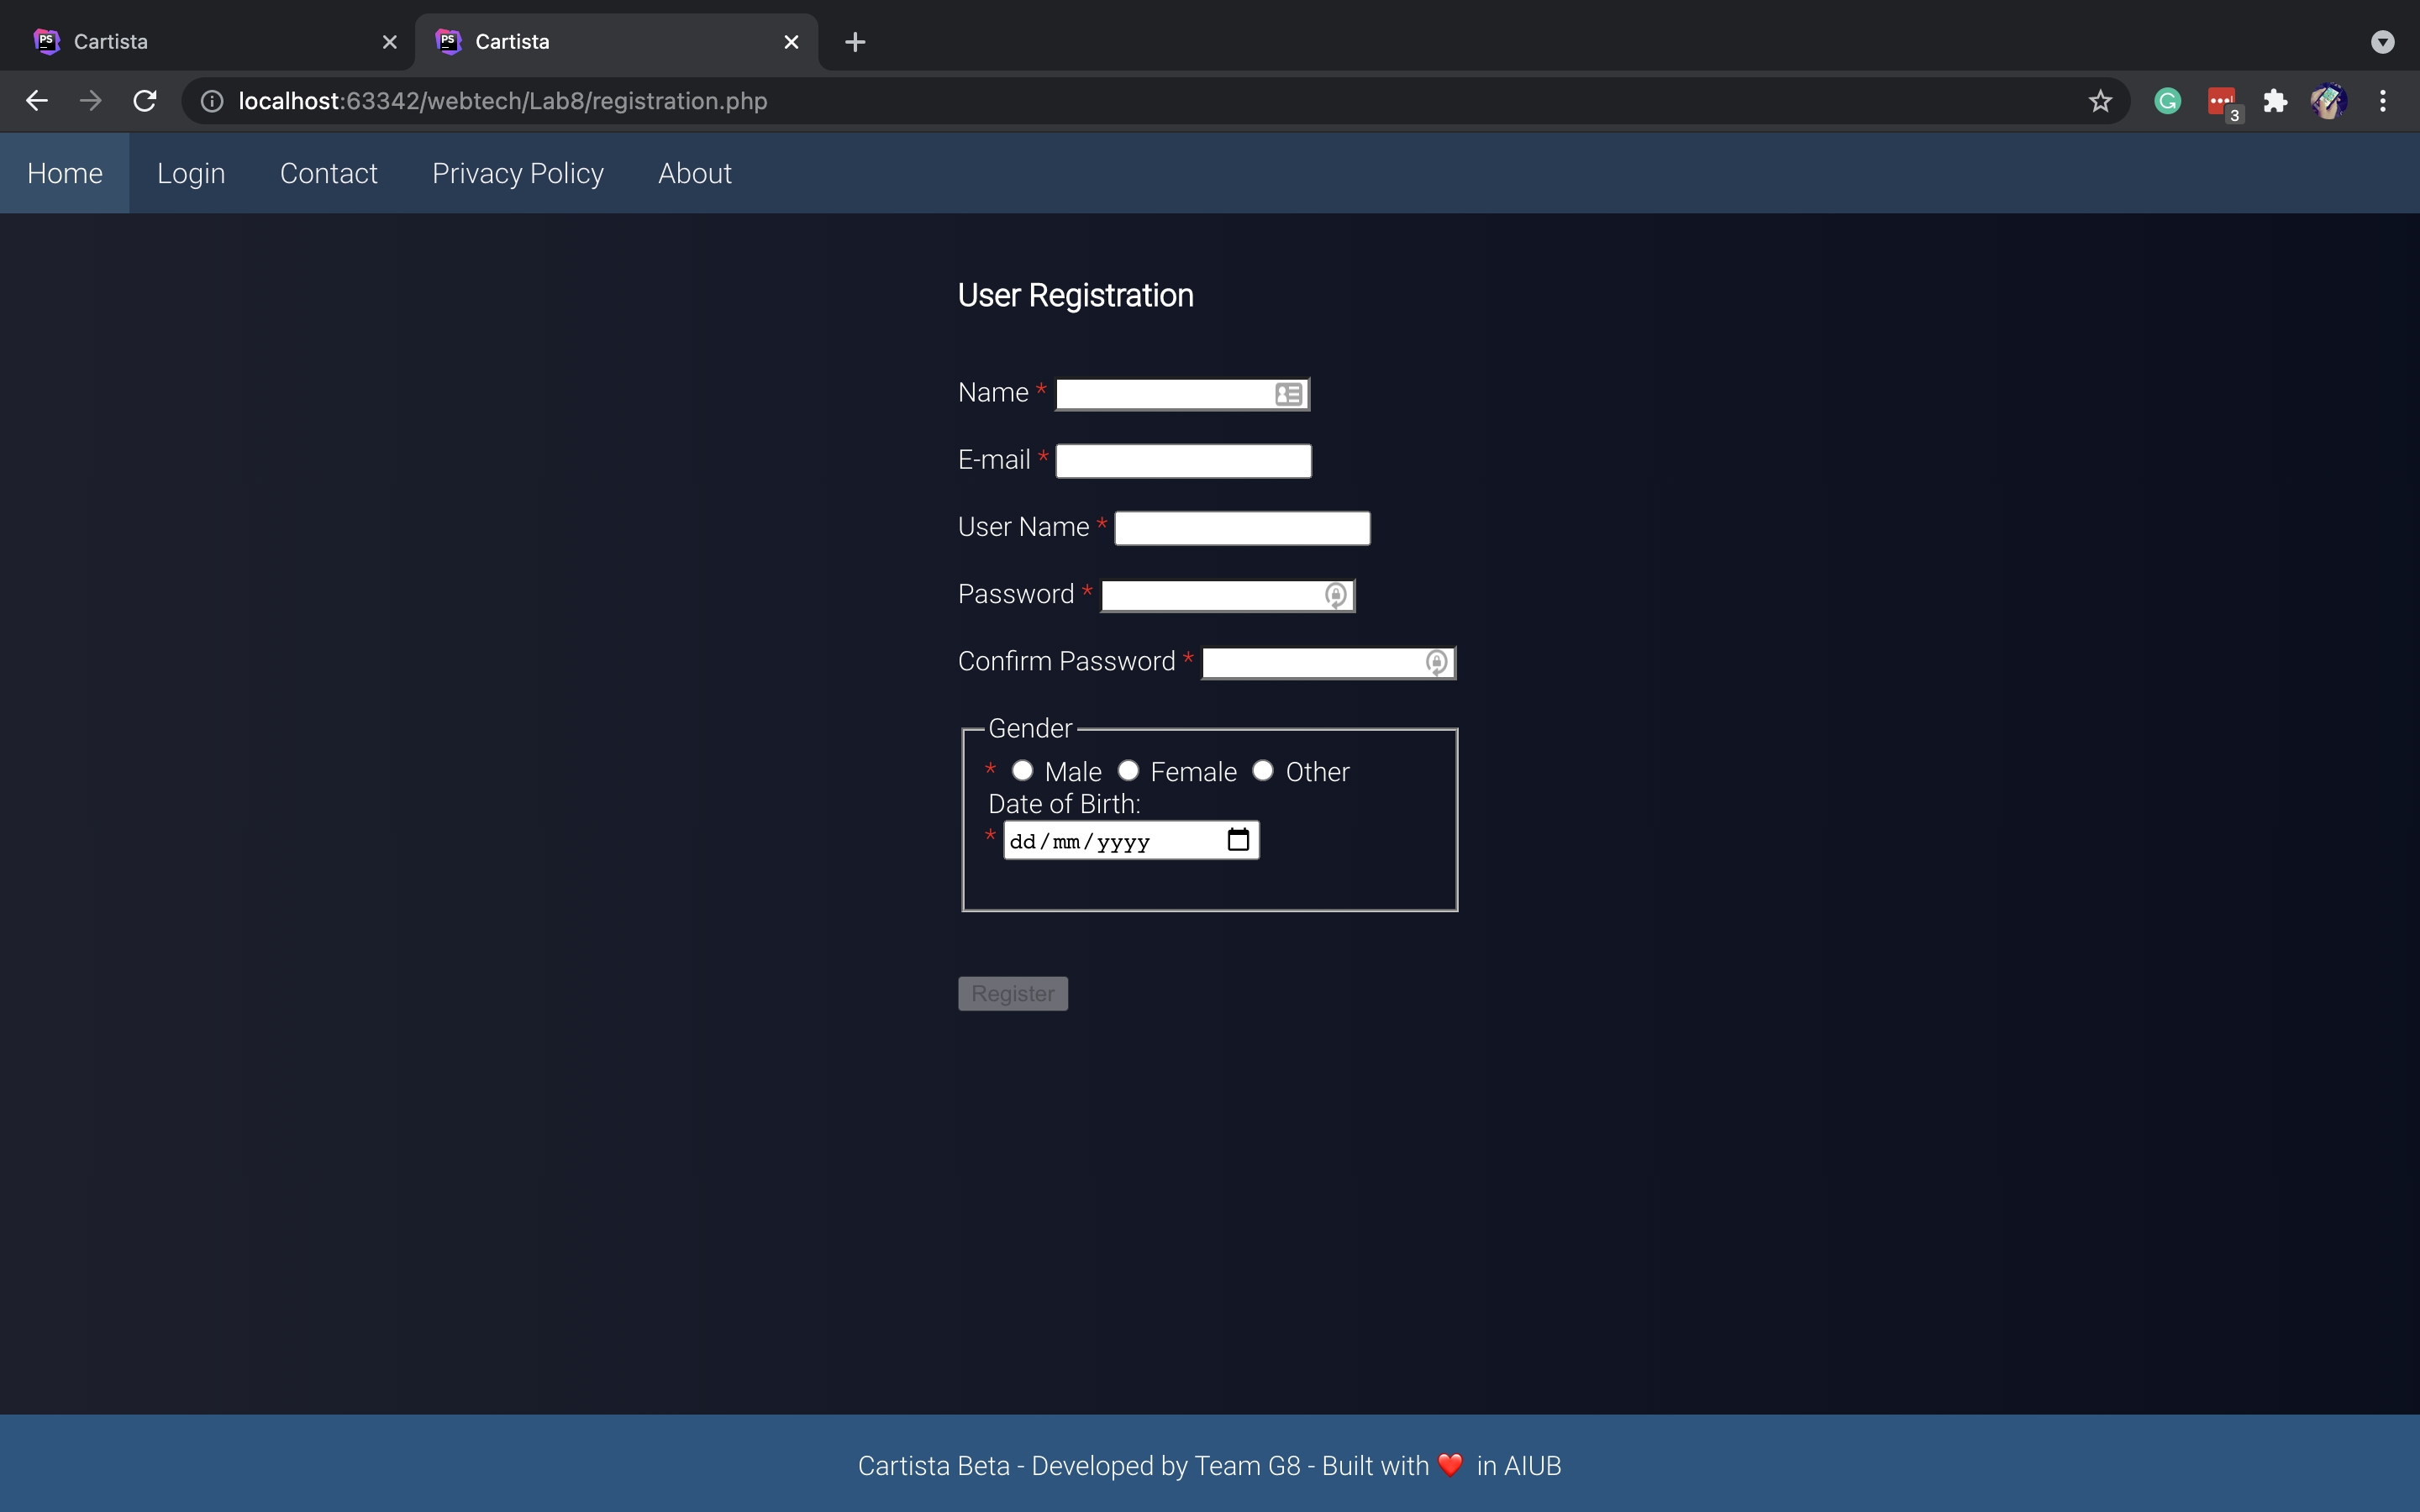 Cartista
Cartista
localhost:63342/webtech/Lab8/registration.php
3
Home Login Contact Privacy Policy About
User Registration
Name *
E-mail *
User Name *
Password *
Confirm Password *
Gender
* Male Female Other
Date of Birth:
* dd/mm/yyyy
Register
Cartista Beta - Developed by Team G8 - Built with ❤️ in AIUB